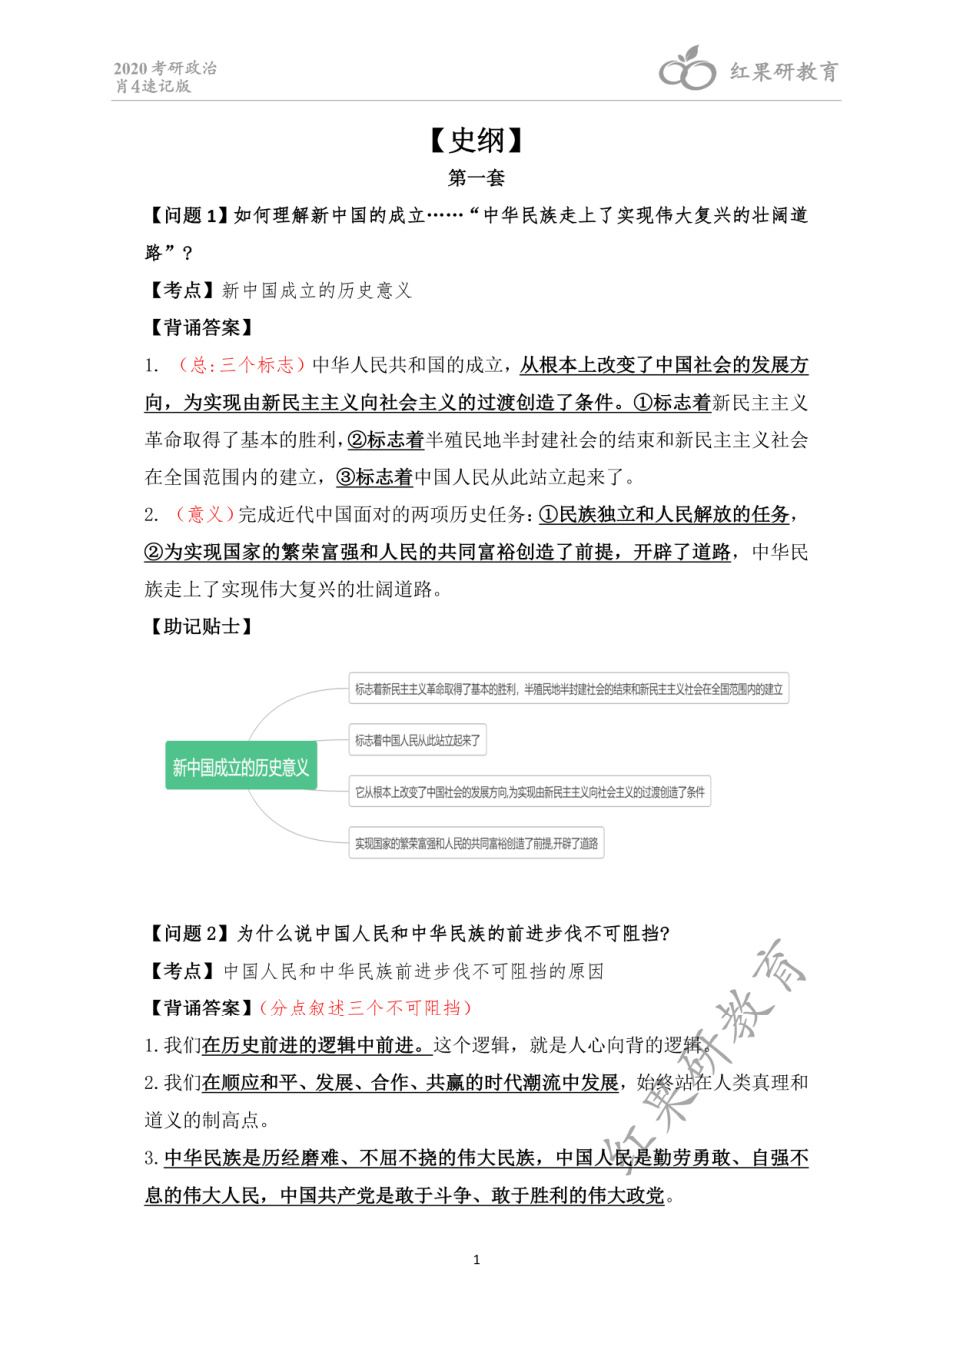 2020 考研政治
肖4速记版
红果研教育
【史纲】
第一套
【问题 1】如何理解新中国的成立……“中华民族走上了实现伟大复兴的壮阔道
路”？
【考点】新中国成立的历史意义
【背诵答案】
1. （总：三个标志）中华人民共和国的成立，从根本上改变了中国社会的发展方
向，为实现由新民主主义向社会主义的过渡创造了条件。①标志着新民主主义
革命取得了基本的胜利，②标志着半殖民地半封建社会的结束和新民主主义社会
在全国范围内的建立，③标志着中国人民从此站立起来了。
2. （意义）完成近代中国面对的两项历史任务：①民族独立和人民解放的任务，
②为实现国家的繁荣富强和人民的共同富裕创造了前提，开辟了道路，中华民
族走上了实现伟大复兴的壮阔道路。
【助记贴士】
标志着新民主主义革命取得了基本的胜利，半殖民地半封建社会的结束和新民主主义社会在全国范围内的建立
标志着中国人民从此站立起来了
新中国成立的历史意义
它从根本上改变了中国社会的发展方向,为实现由新民主主义向社会主义的过渡创造了条件
实现国家的繁荣富强和人民的共同富裕创造了前提,开辟了道路
【问题 2】为什么说中国人民和中华民族的前进步伐不可阻挡?
【考点】中国人民和中华民族前进步伐不可阻挡的原因
【背诵答案】（分点叙述三个不可阻挡）
1. 我们在历史前进的逻辑中前进。这个逻辑，就是人心向背的逻辑。
2. 我们在顺应和平、发展、合作、共赢的时代潮流中发展，始终站在人类真理和
道义的制高点。
3. 中华民族是历经磨难、不屈不挠的伟大民族，中国人民是勤劳勇敢、自强不
息的伟大人民，中国共产党是敢于斗争、敢于胜利的伟大政党。
红果研教育
1